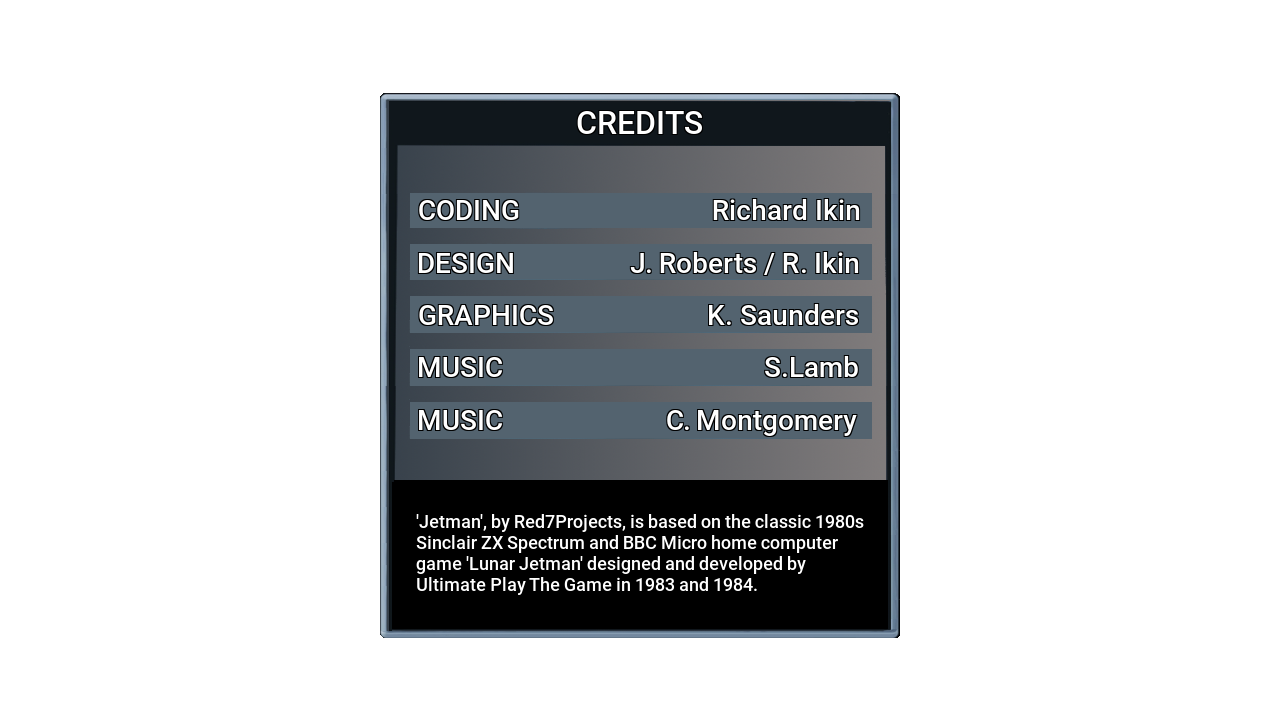 CREDITS
CODING Richard Ikin
DESIGN J. Roberts / R. Ikin
GRAPHICS K. Saunders
MUSIC S.Lamb
MUSIC C. Montgomery
'Jetman', by Red7Projects, is based on the classic 1980s
Sinclair ZX Spectrum and BBC Micro home computer
game 'Lunar Jetman' designed and developed by
Ultimate Play The Game in 1983 and 1984.